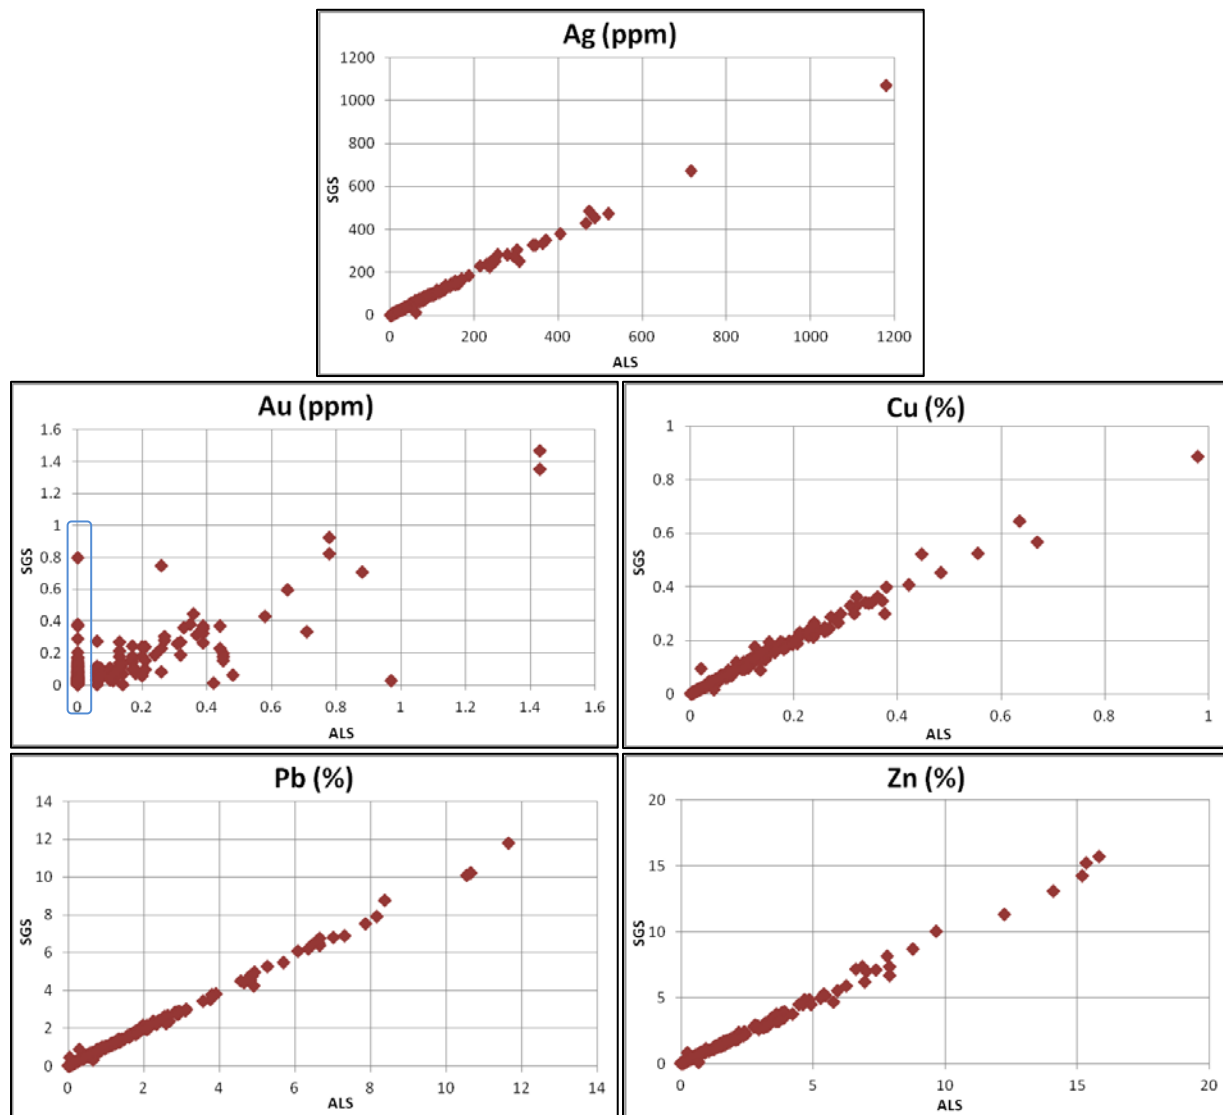 Ag (ppm)
1200
1000
800
600
400
200
0
SGS
0 200 400 600 800 1000 1200
ALS
Au (ppm)
1.6
1.4
1.2
1
0.8
0.6
0.4
0.2
0
SGS
0 0.2 0.4 0.6 0.8 1 1.2 1.4 1.6
ALS
Cu (%)
1
0.8
0.6
0.4
0.2
0
SGS
0 0.2 0.4 0.6 0.8 1
ALS
Pb (%)
14
12
10
8
6
4
2
0
SGS
0 2 4 6 8 10 12 14
ALS
Zn (%)
20
15
10
5
0
SGS
0 5 10 15 20
ALS